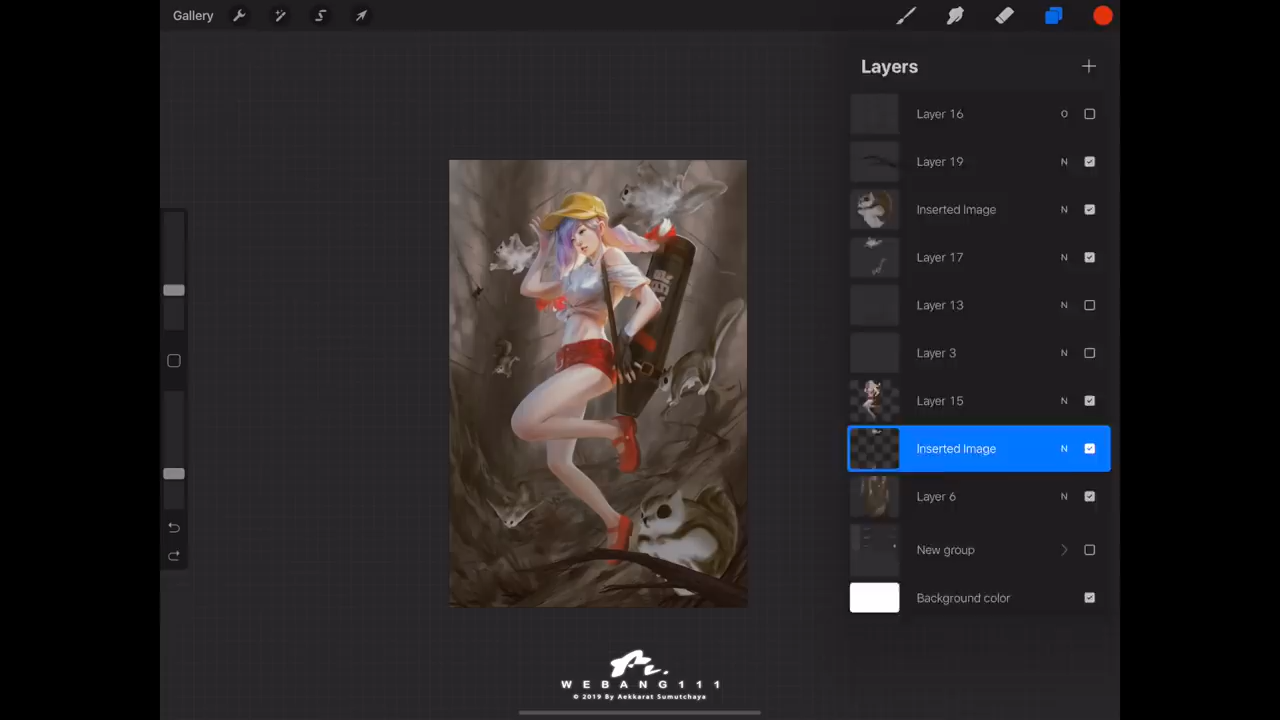 Gallery
Layers
Layer 16 O
Layer 19 N
Inserted Image N
Layer 17 N
Layer 13 N
Layer 3 N
Layer 15 N
Inserted Image N
Layer 6 N
New group
Background color
WEBANG111
© 2019 By Aekkarat Sumutchaya